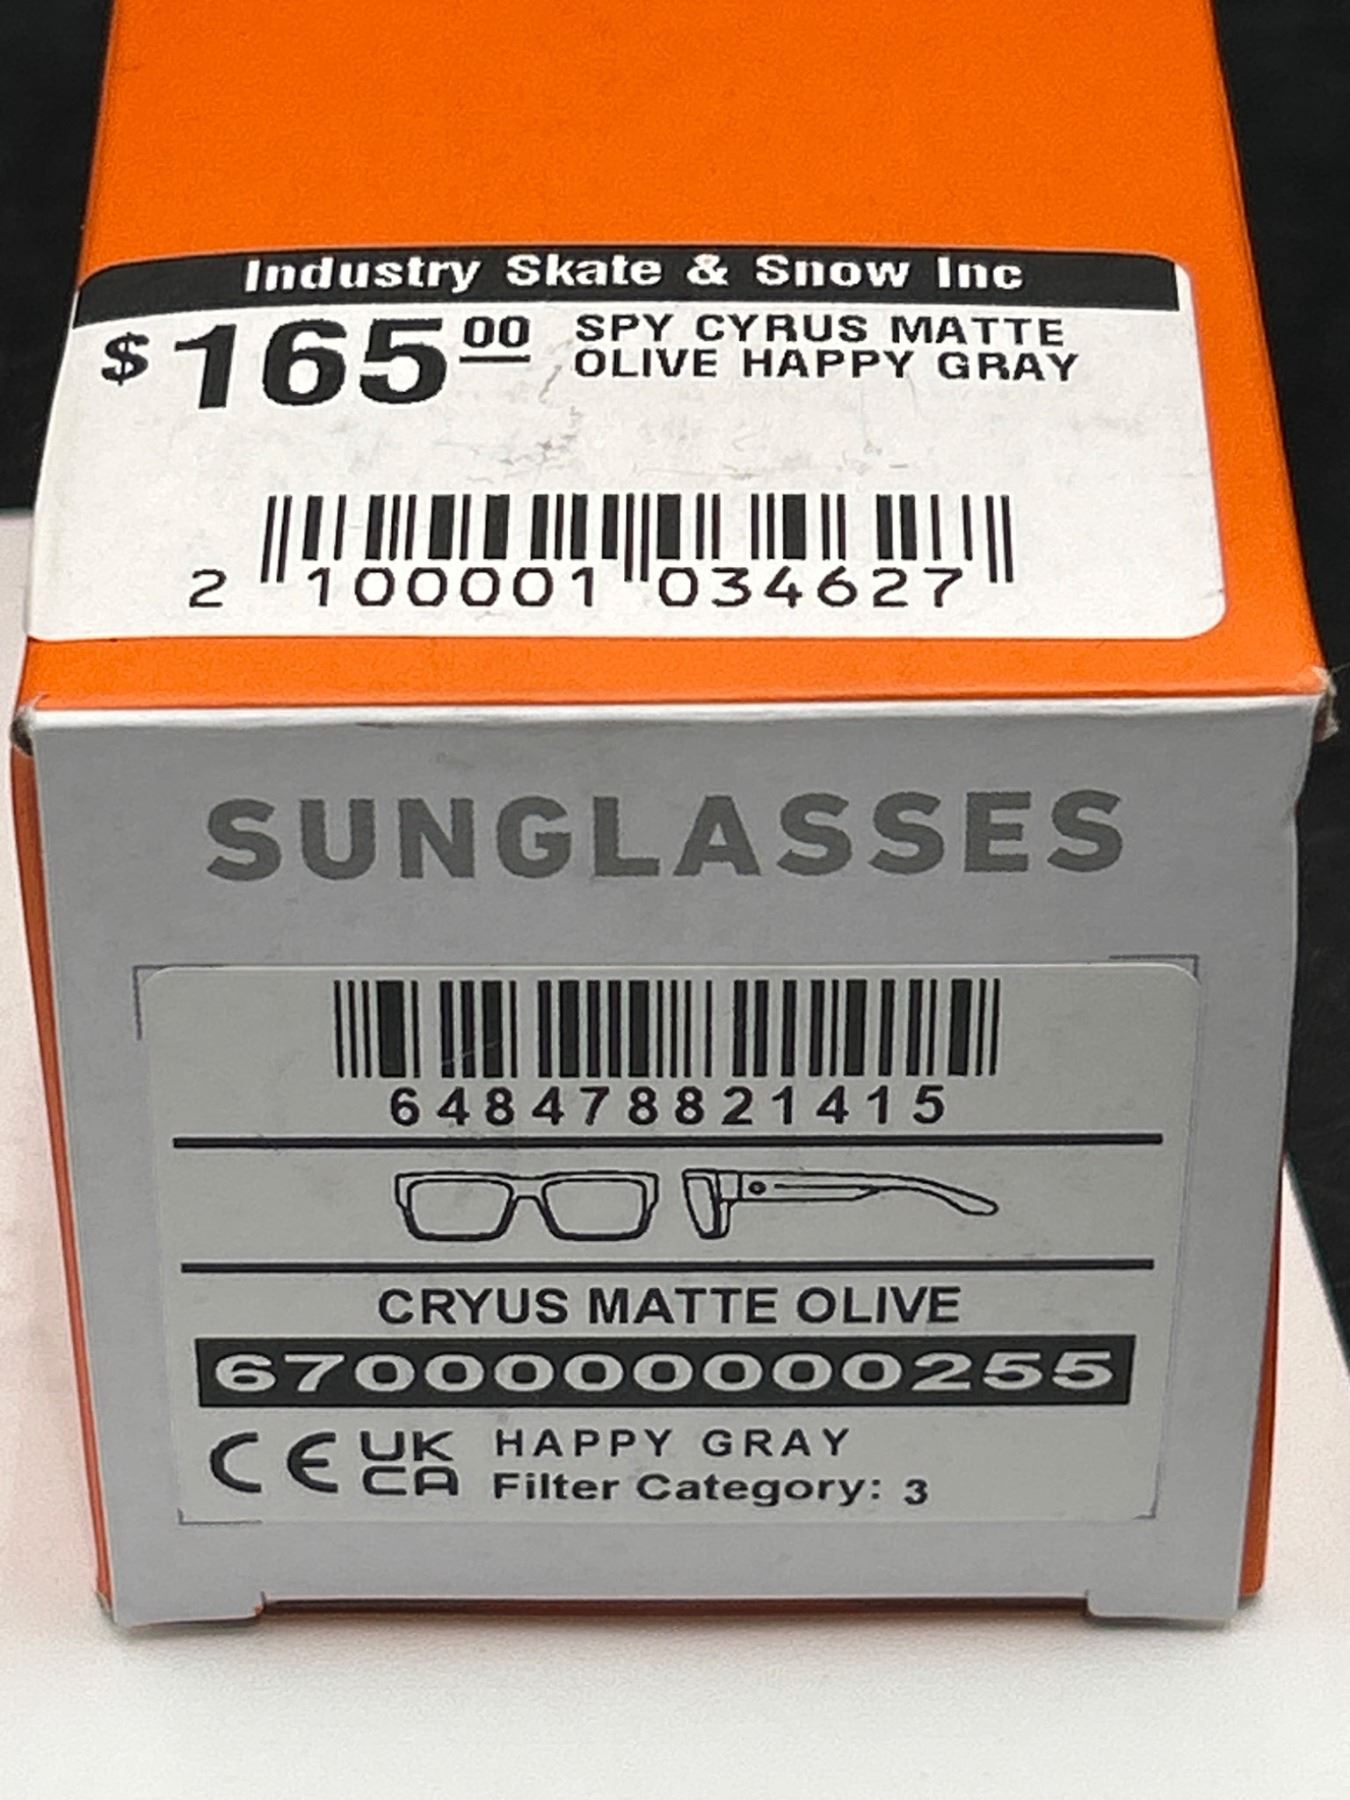 Industry Skate & Snow Inc
$165.00 SPY CYRUS MATTE
OLIVE HAPPY GRAY
2 100001 034627
SUNGLASSES
648478821415
CRYUS MATTE OLIVE
6700000000255
CE UK
CA HAPPY GRAY
Filter Category: 3